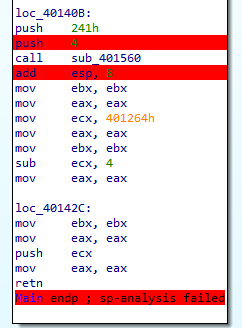 loc_40140B:
push 241h
push 4
call sub_401560
add esp, 8
mov ebx, ebx
mov eax, eax
mov ecx, 401264h
mov eax, eax
mov ebx, ebx
sub ecx, 4
mov eax, eax
loc_40142C:
mov ebx, ebx
mov eax, eax
push ecx
mov eax, eax
retn
Main endp ; sp-analysis failed